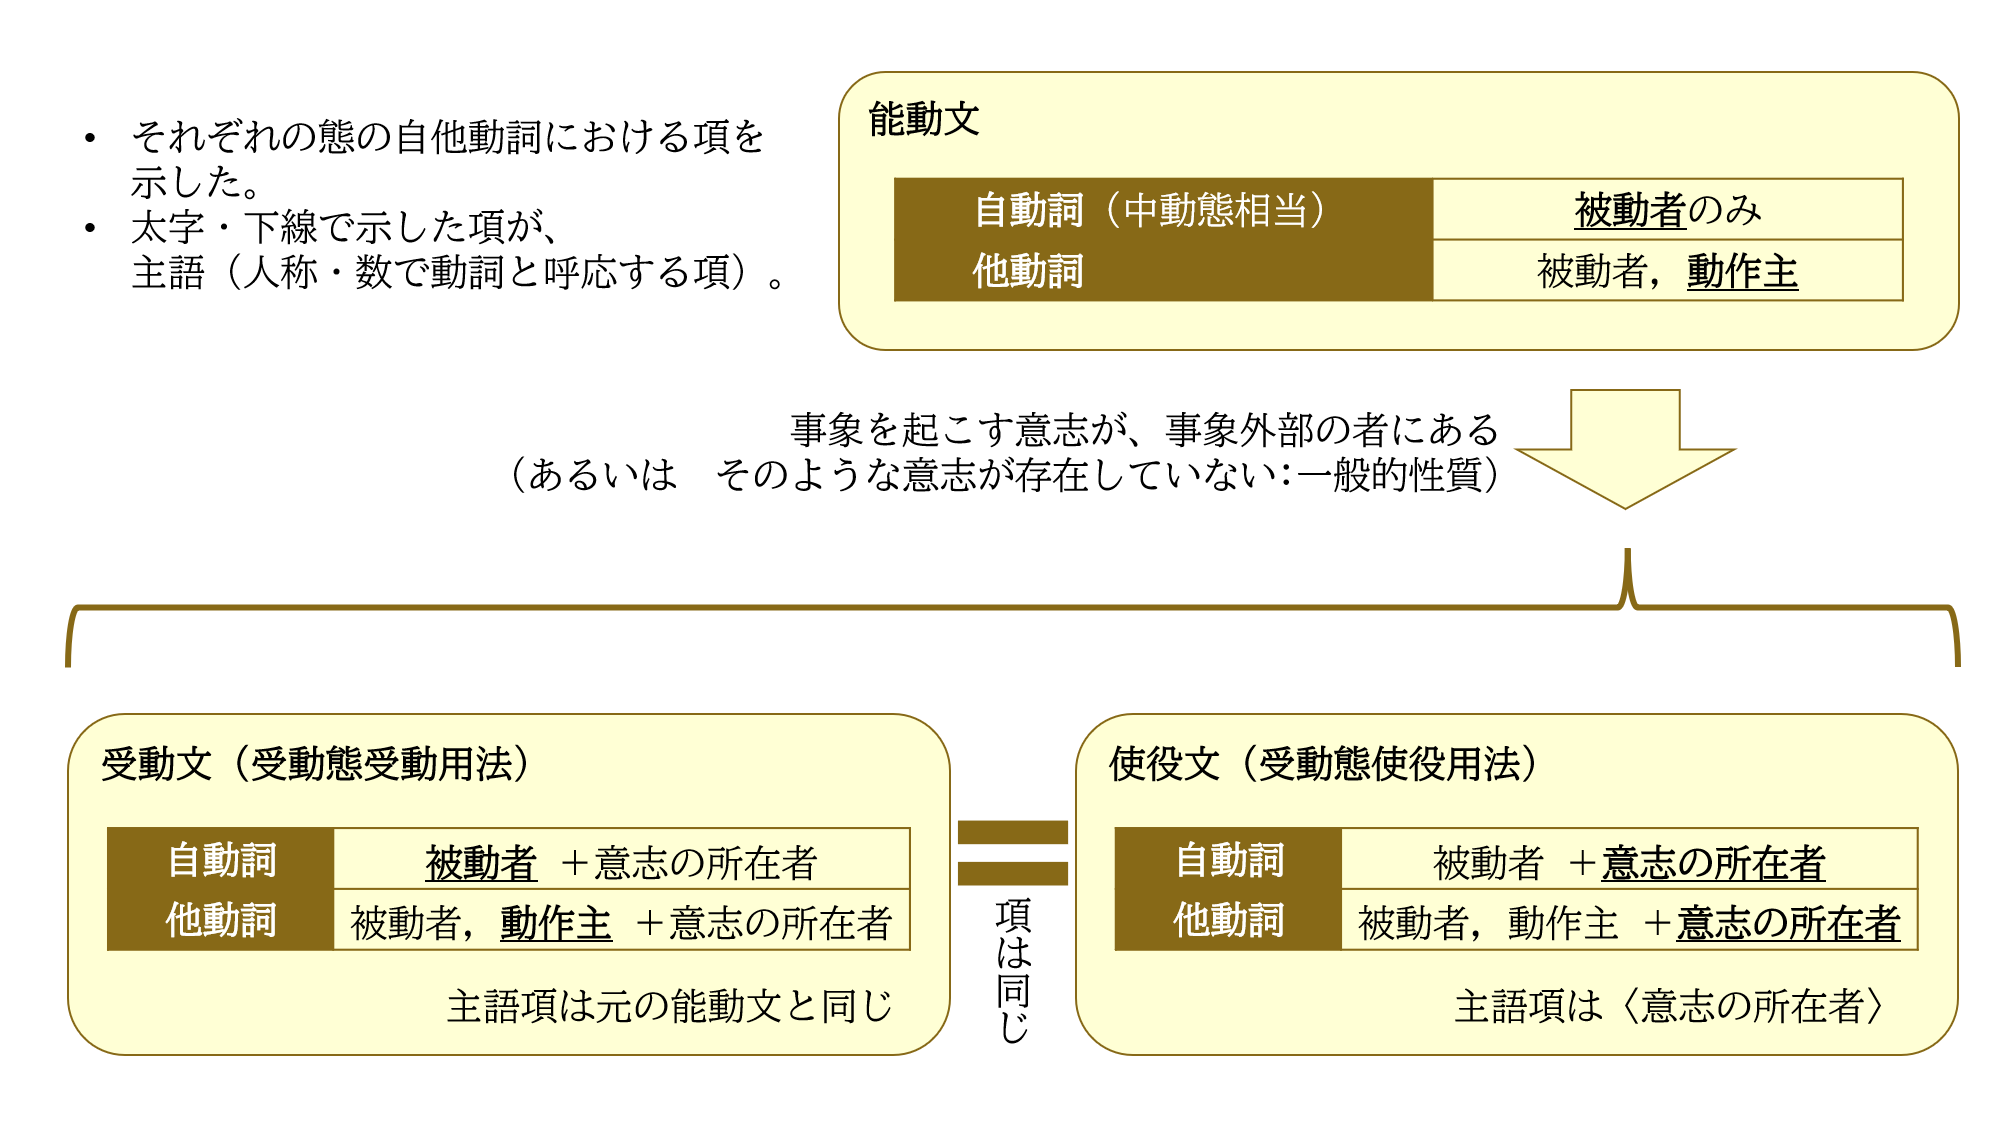 • それぞれの態の自他動詞における項を
示した。
• 太字・下線で示した項が、
主語（人称・数で動詞と呼応する項）。
能動文
自動詞（中動態相当） 被動者のみ
他動詞 被動者，動作主
事象を起こす意志が、事象外部の者にある
（あるいは　そのような意志が存在していない：一般的性質）
受動文（受動態受動用法）
自動詞 被動者 ＋意志の所在者
他動詞 被動者，動作主 ＋意志の所在者
主語項は元の能動文と同じ
項は同じ
使役文（受動態使役用法）
自動詞 被動者 ＋意志の所在者
他動詞 被動者，動作主 ＋意志の所在者
主語項は〈意志の所在者〉